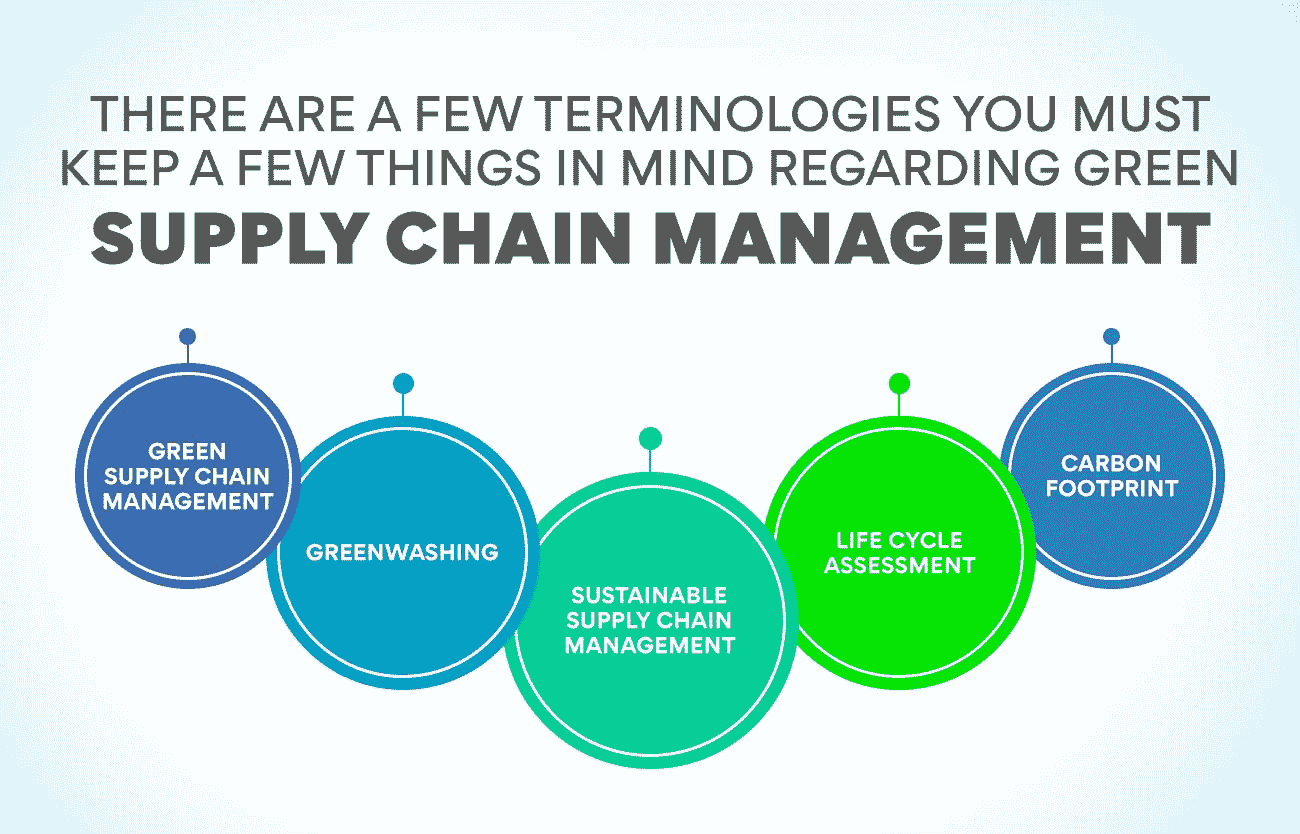 THERE ARE A FEW TERMINOLOGIES YOU MUST
KEEP A FEW THINGS IN MIND REGARDING GREEN
SUPPLY CHAIN MANAGEMENT
GREEN
SUPPLY CHAIN
MANAGEMENT
GREENWASHING
SUSTAINABLE
SUPPLY CHAIN
MANAGEMENT
LIFE CYCLE
ASSESSMENT
CARBON
FOOTPRINT